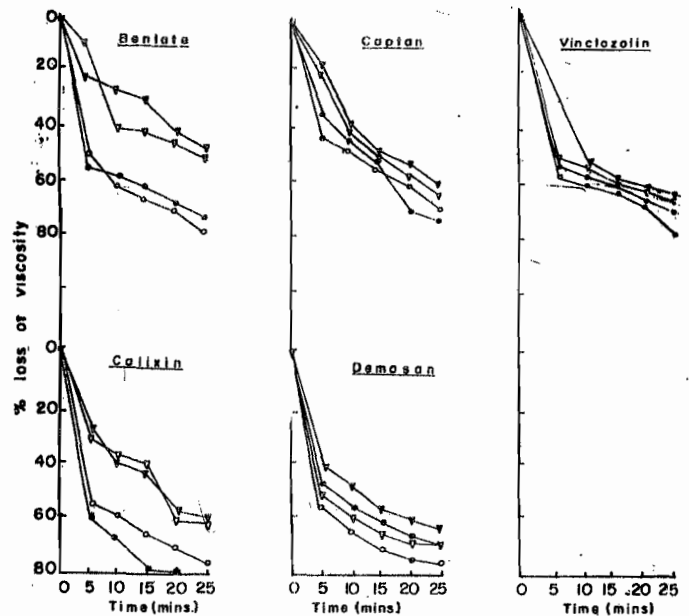 Benlate
Captan
Vinclozolin
0
20
40
60
80
% loss of viscosity
Calixin
Demosan
0
20
40
60
80
0 5 10 15 20 25
Time (mins.)
0 5 10 15 20 25
Time (mins.)
0 5 10 15 20 25
Time (mins.)